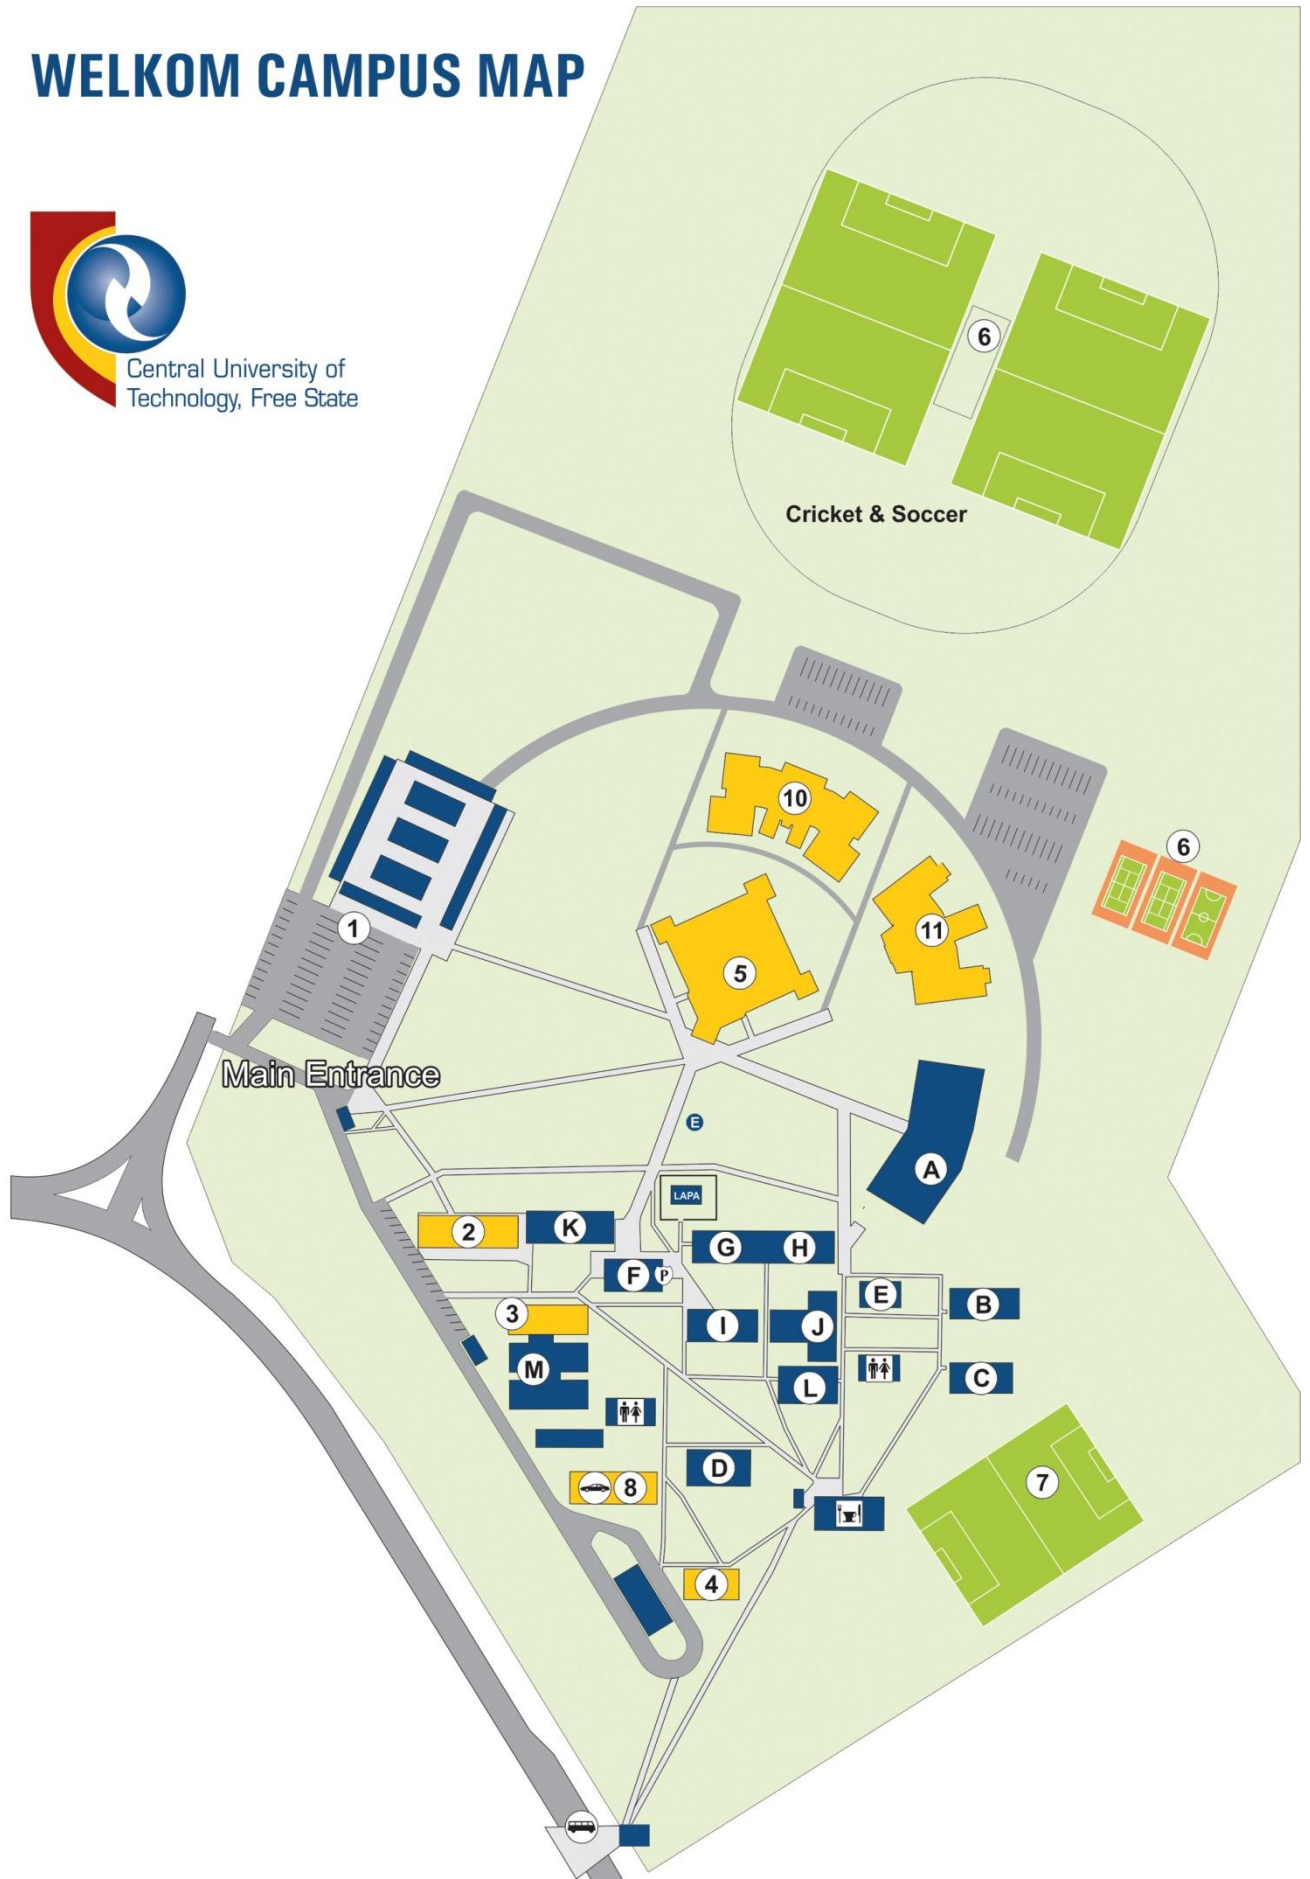 WELKOM CAMPUS MAP
Central University of
Technology, Free State
6
Cricket & Soccer
10
6
11
1
5
Main Entrance
E
A
LAPA
2
K
G
H
F
P
E
B
3
I
J
M
C
L
D
8
7
4